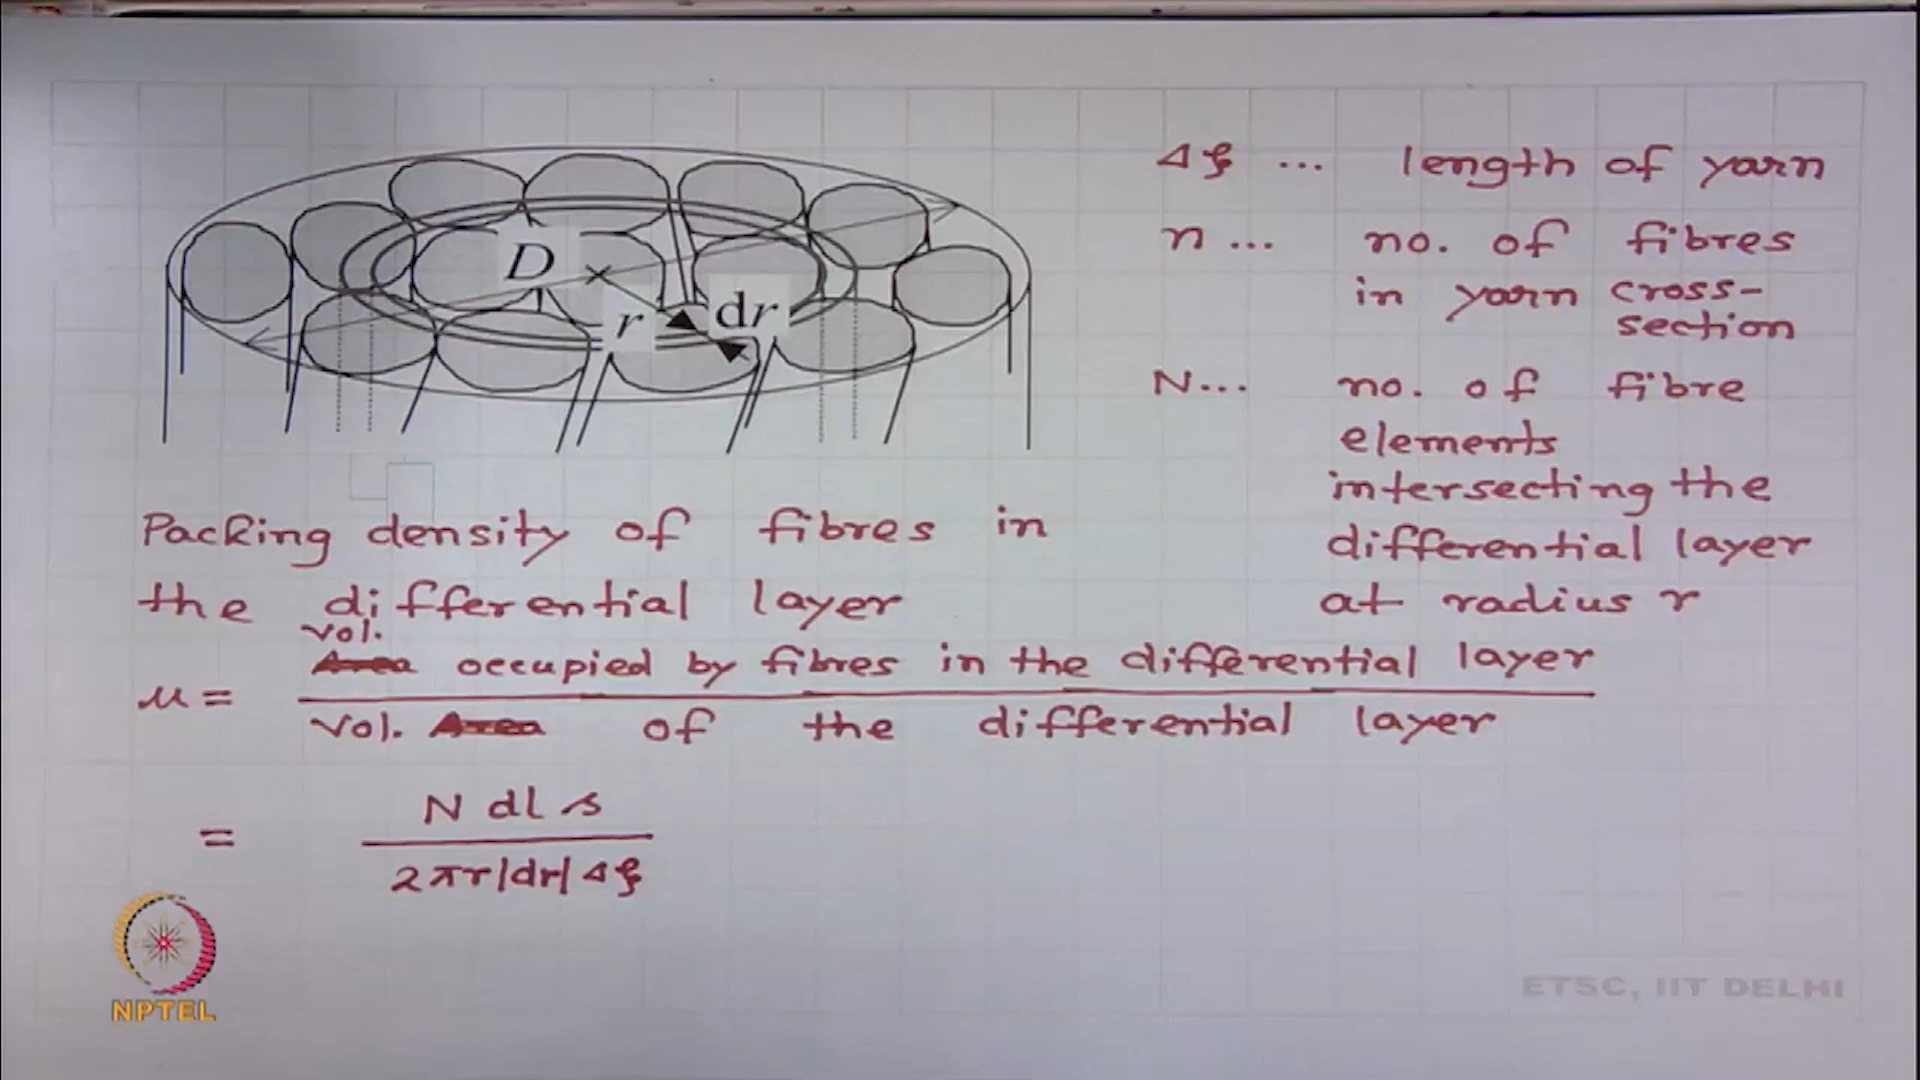 D
r
dr
Δξ ... length of yarn
n ... no. of fibres
in yarn cross-
section
N... no. of fibre
elements
intersecting the
differential layer
at radius r
Packing density of fibres in
the differential layer
vol.
Area occupied by fibres in the differential layer
μ =
vol. Area of the differential layer
= N dl s
2πr|dr| Δξ
NPTEL
ETSC, IIT DELHI